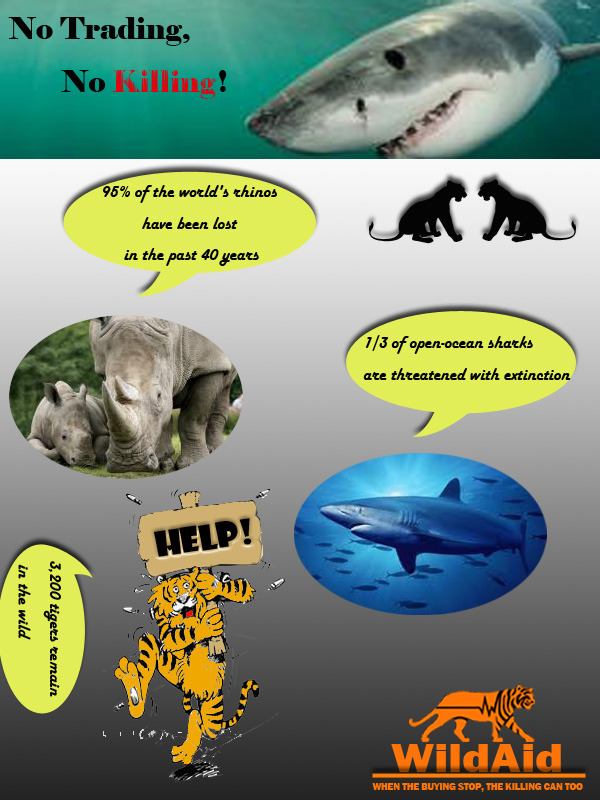 No Trading,
No Killing!
95% of the world's rhinos
have been lost
in the past 40 years
1/3 of open-ocean sharks
are threatened with extinction
HELP!
3,200 tigers remain
in the wild
WildAid
WHEN THE BUYING STOP, THE KILLING CAN TOO